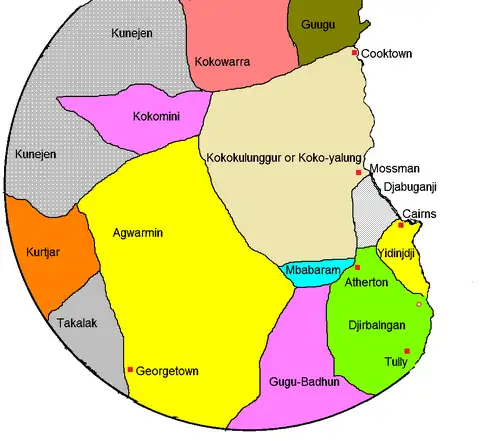 Guugu
Kunejen
Kokowarra
Cooktown
Kokomini
Kunejen
Kokokulunggur or Koko-yalung
Mossman
Djabuganji
Cairns
Agwarmin
Kurtjar
Yidinjdji
Mbabaram
Atherton
Takalak
Djirbalngan
Tully
Georgetown
Gugu-Badhun